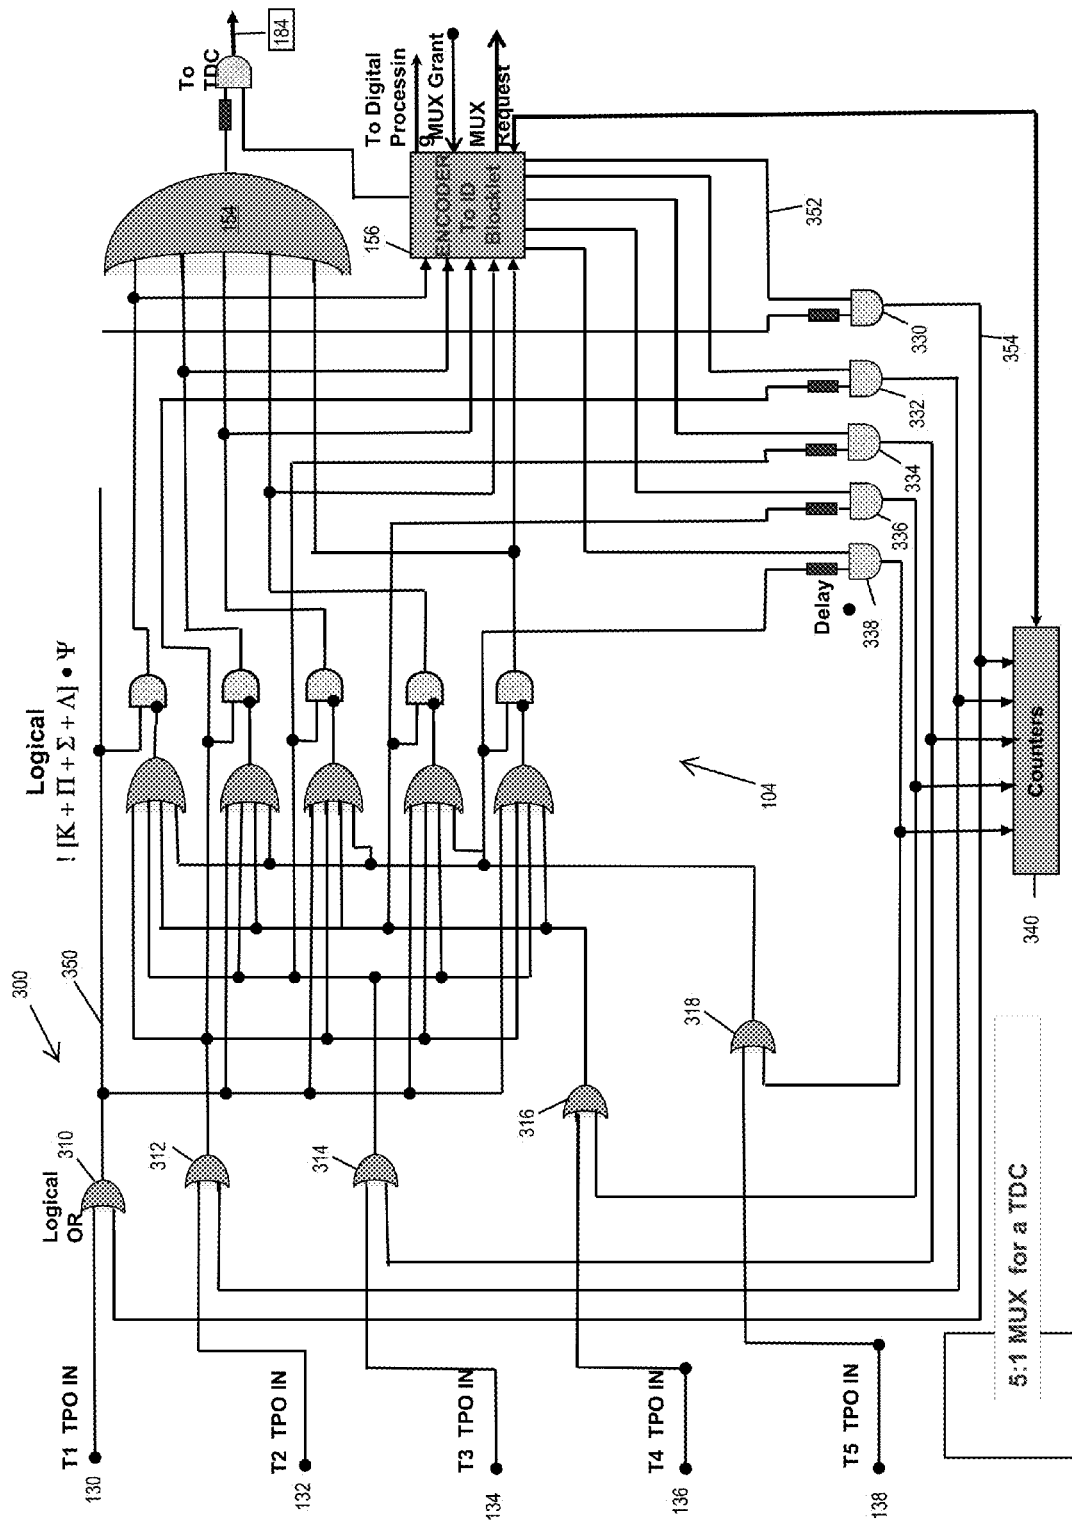 300
350
Logical
! [K + Π + Σ + Λ] • Ψ
Logical
OR
310
312
314
316
318
T1 TPO IN
130
T2 TPO IN
132
T3 TPO IN
134
T4 TPO IN
136
T5 TPO IN
138
104
154
To
TDC
184
To Digital
Processin
g
MUX Grant
MUX
Request
156
ENCODER
To ID
Blocklet
352
330
354
332
334
336
338
Delay
Counters
340
5:1 MUX for a TDC